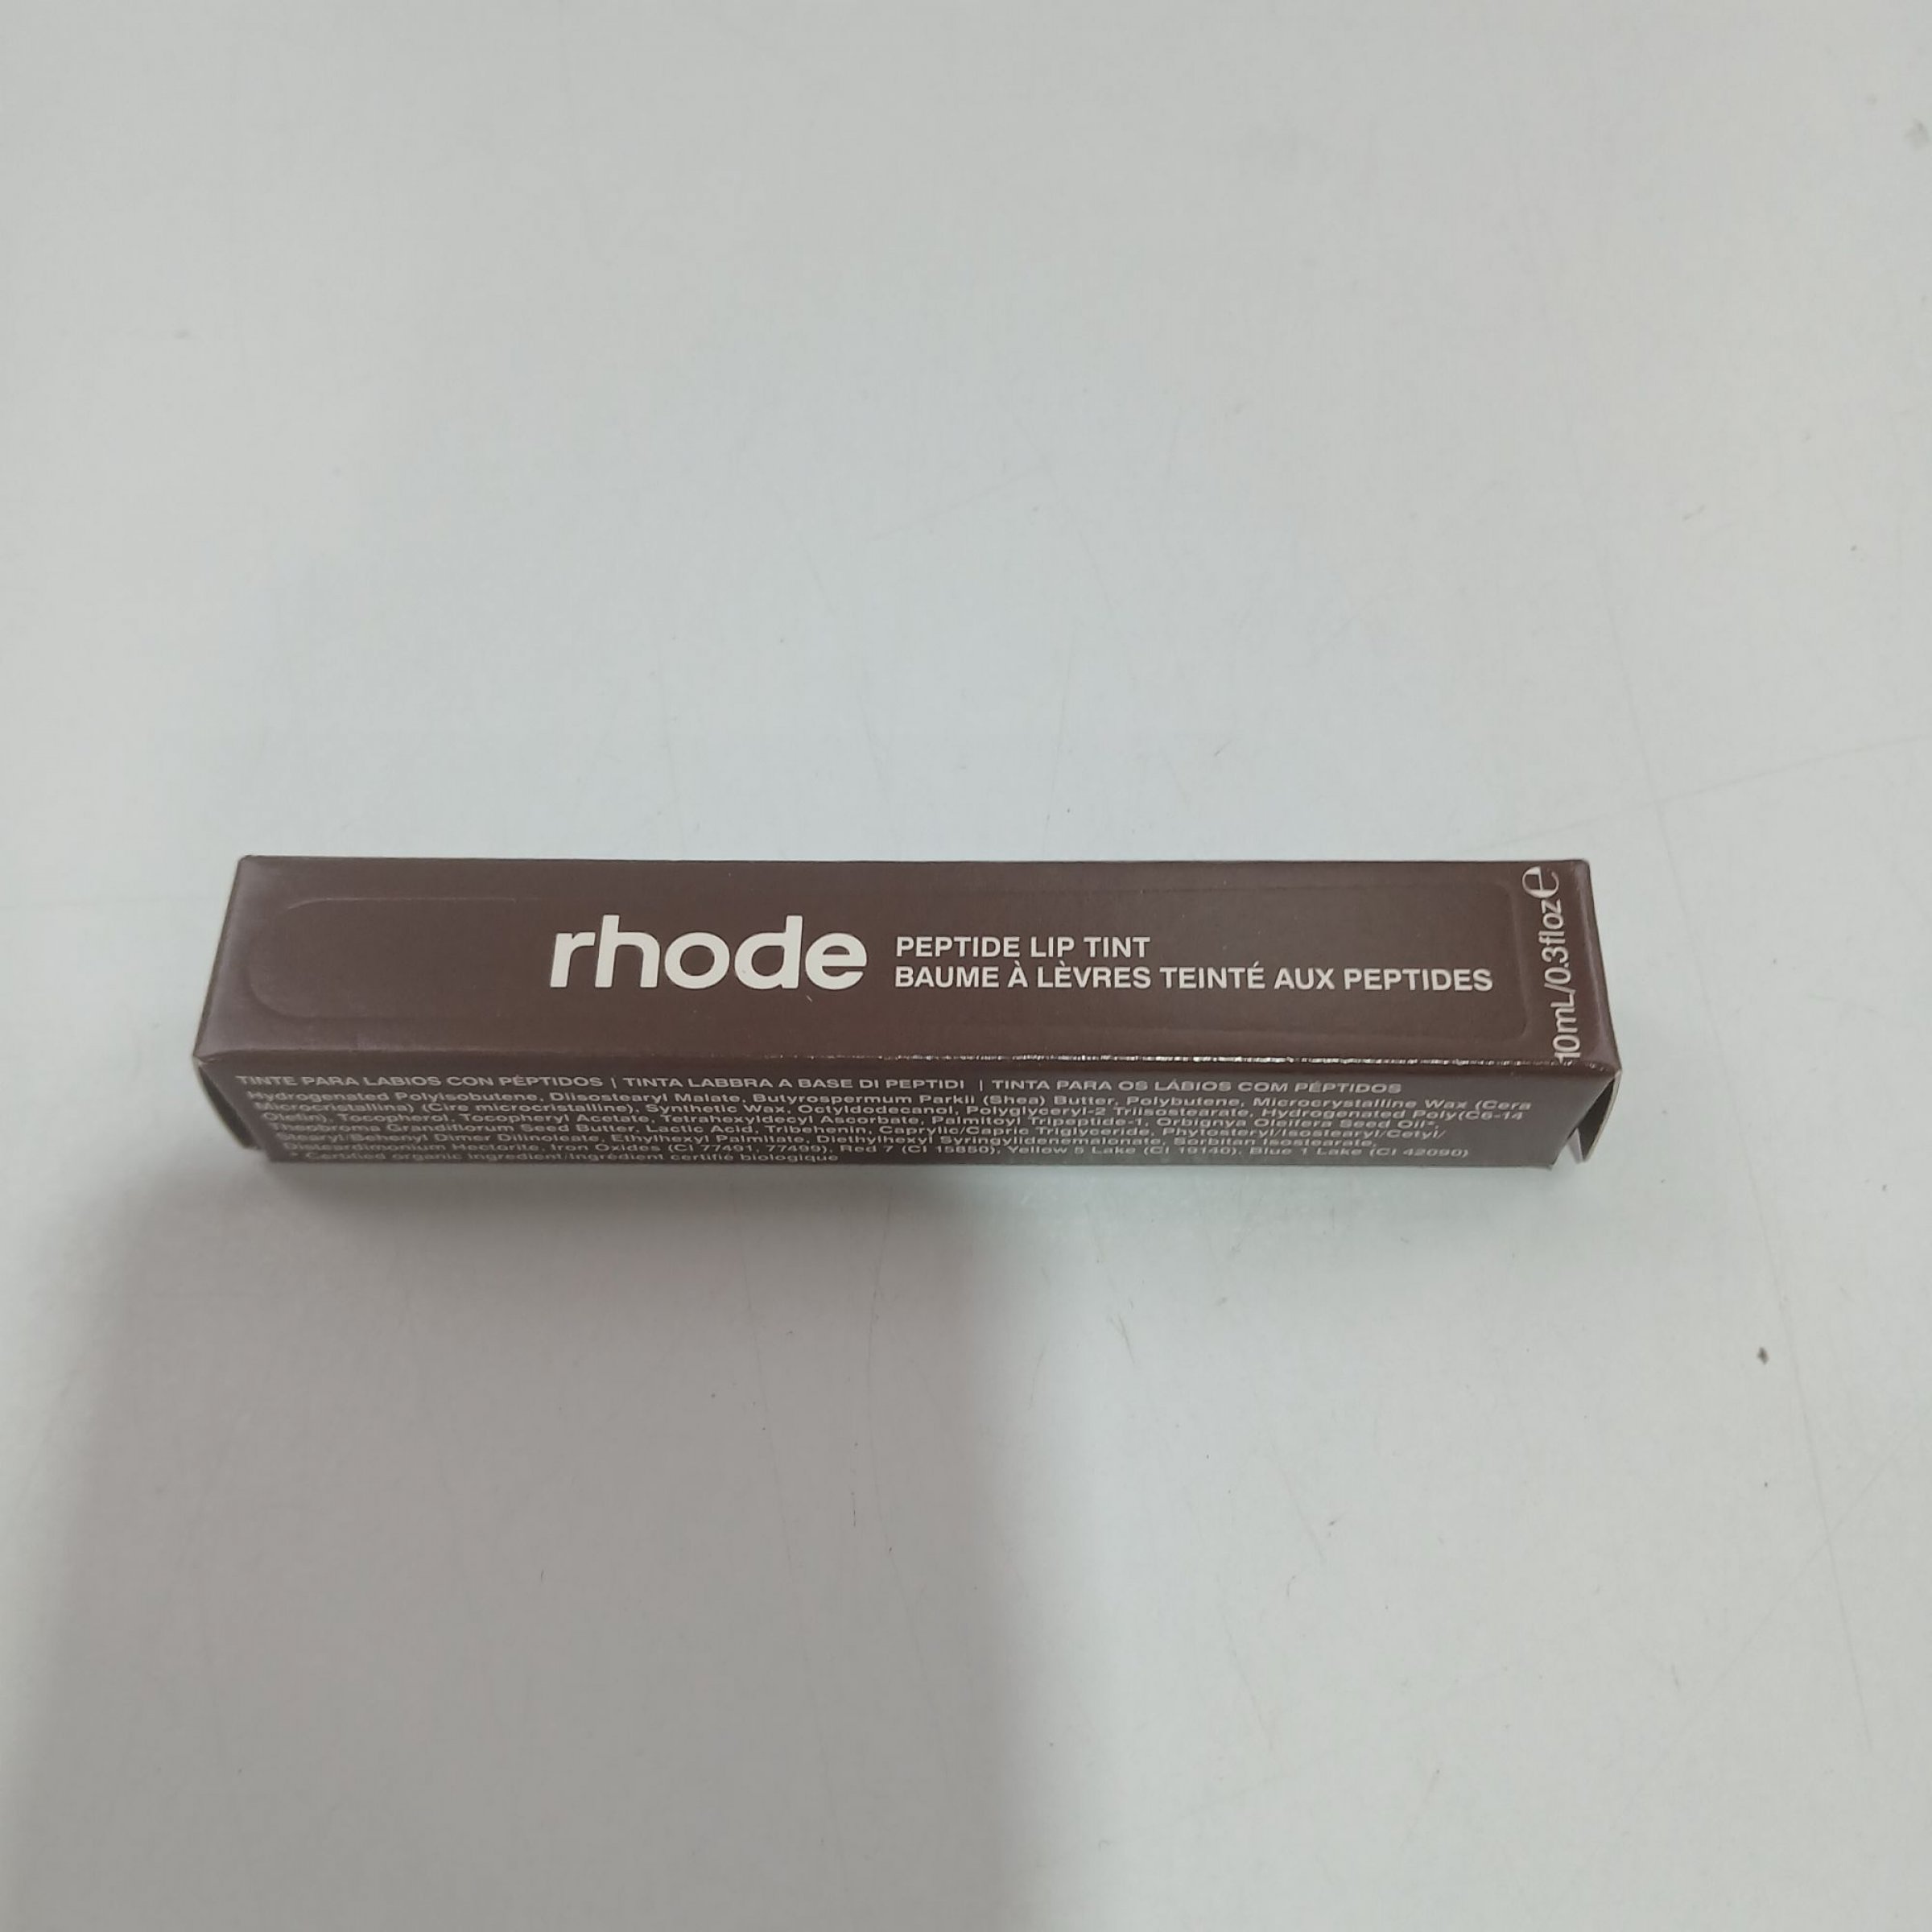 rhode
PEPTIDE LIP TINT
BAUME À LÈVRES TEINTÉ AUX PEPTIDES
10mL/0.3floz℮
TINTE PARA LABIOS CON PÉPTIDOS | TINTA LABBRA A BASE DI PEPTIDI | TINTA PARA OS LÁBIOS COM PÉPTIDOS
Hydrogenated Polyisobutene, Diisostearyl Malate, Butyrospermum Parkii (Shea) Butter, Polybutene, Microcrystalline Wax (Cera
Microcristallina) (Cire microcristalline), Synthetic Wax, Octyldodecanol, Polyglyceryl-2 Triisostearate, Hydrogenated Poly(C6-14
Olefin), Tocopherol, Tocopheryl Acetate, Tetrahexyldecyl Ascorbate, Palmitoyl Tripeptide-1, Orbignya Oleifera Seed Oil*,
Theobroma Grandiflorum Seed Butter, Lactic Acid, Tribehenin, Caprylic/Capric Triglyceride, Phytosteryl/Isostearyl/Cetyl/
Stearyl/Behenyl Dimer Dilinoleate, Ethylhexyl Palmitate, Diethylhexyl Syringylidenemalonate, Sorbitan Isostearate,
Disteardimonium Hectorite, Iron Oxides (CI 77491, 77499), Red 7 (CI 15850), Yellow 5 Lake (CI 19140), Blue 1 Lake (CI 42090)
* Certified organic ingredient/Ingrédient certifié biologique